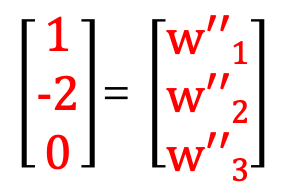 1 w″₁
-2 = w″₂
0 w″₃